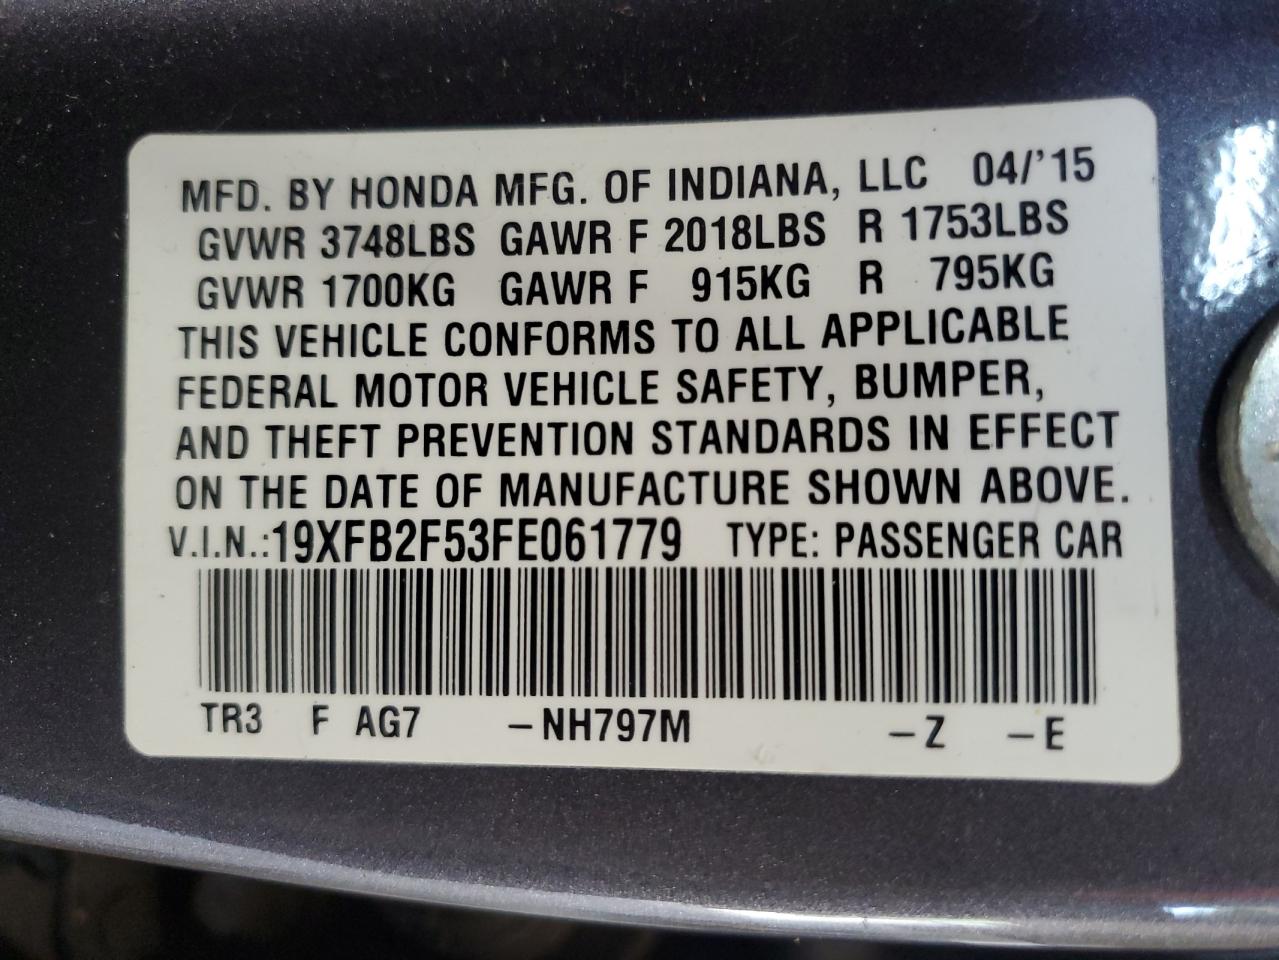 MFD. BY HONDA MFG. OF INDIANA, LLC 04/'15
GVWR 3748LBS GAWR F 2018LBS R 1753LBS
GVWR 1700KG GAWR F 915KG R 795KG
THIS VEHICLE CONFORMS TO ALL APPLICABLE
FEDERAL MOTOR VEHICLE SAFETY, BUMPER,
AND THEFT PREVENTION STANDARDS IN EFFECT
ON THE DATE OF MANUFACTURE SHOWN ABOVE.
V.I.N.:19XFB2F53FE061779 TYPE: PASSENGER CAR
TR3 F AG7 –NH797M –Z –E